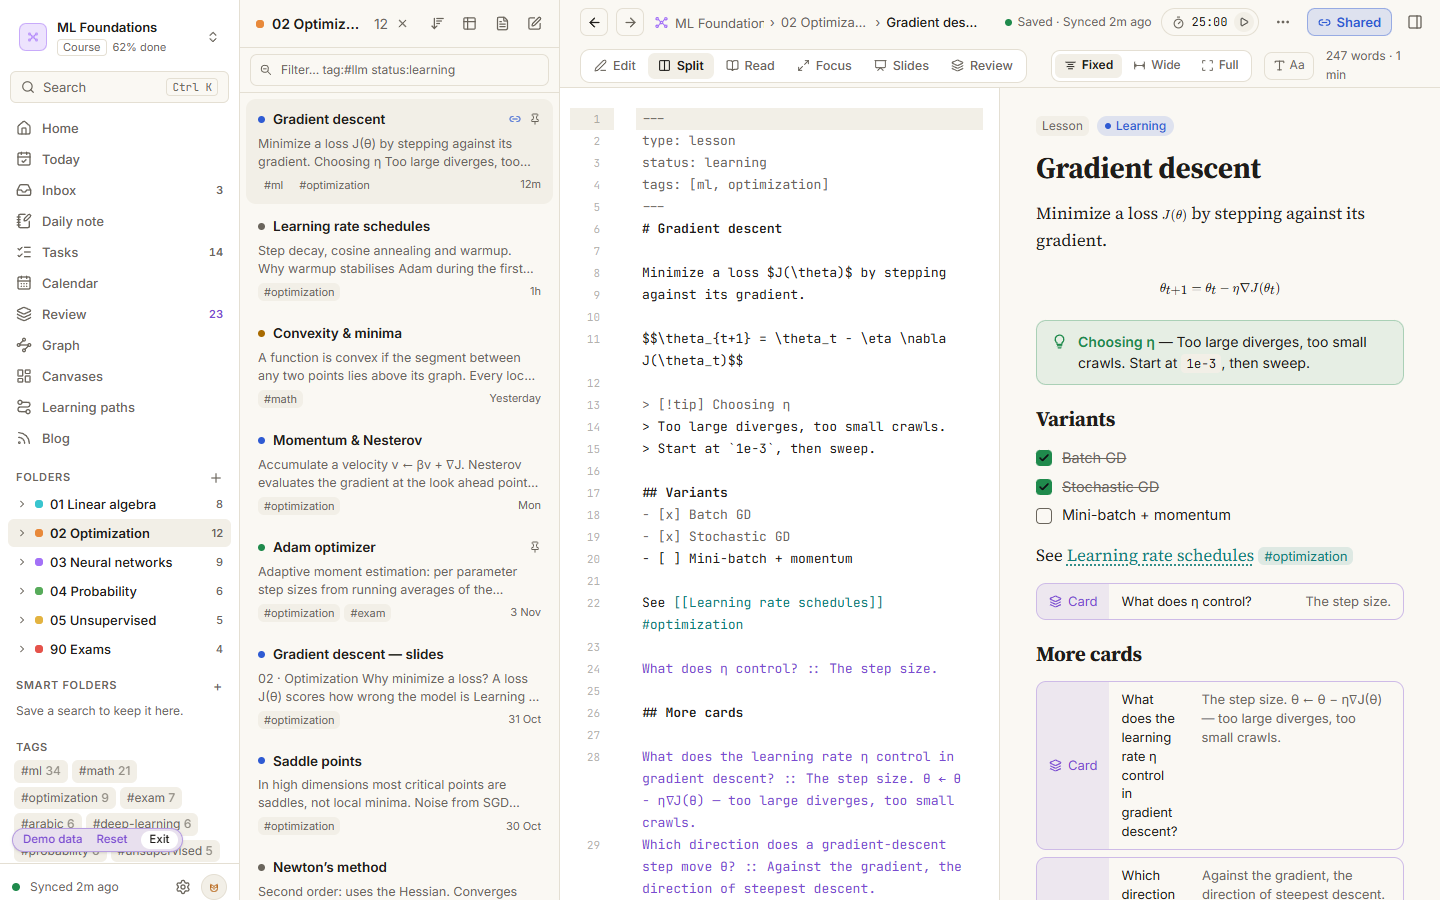 ML Foundations
Course 62% done
Search Ctrl K
Home
Today
Inbox 3
Daily note
Tasks 14
Calendar
Review 23
Graph
Canvases
Learning paths
Blog
FOLDERS
01 Linear algebra 8
02 Optimization 12
03 Neural networks 9
04 Probability 6
05 Unsupervised 5
90 Exams 4
SMART FOLDERS
Save a search to keep it here.
TAGS
#ml 34 #math 21
#optimization 9 #exam 7
#arabic 6 #deep-learning 6
Demo data Reset Exit
#unsupervised 5
Synced 2m ago
02 Optimiz... 12
Filter... tag:#llm status:learning
Gradient descent
Minimize a loss J(θ) by stepping against its
gradient. Choosing η Too large diverges, too...
#ml #optimization 12m
Learning rate schedules
Step decay, cosine annealing and warmup.
Why warmup stabilises Adam during the first...
#optimization 1h
Convexity & minima
A function is convex if the segment between
any two points lies above its graph. Every loc...
#math Yesterday
Momentum & Nesterov
Accumulate a velocity v ← βv + ∇J. Nesterov
evaluates the gradient at the look ahead point...
#optimization Mon
Adam optimizer
Adaptive moment estimation: per parameter
step sizes from running averages of the...
#optimization #exam 3 Nov
Gradient descent — slides
02 · Optimization Why minimize a loss? A loss
J(θ) scores how wrong the model is Learning ...
#optimization 31 Oct
Saddle points
In high dimensions most critical points are
saddles, not local minima. Noise from SGD...
#optimization 30 Oct
Newton's method
Second order: uses the Hessian. Converges
ML Foundation › 02 Optimiza... › Gradient des...
Saved · Synced 2m ago 25:00 Shared
Edit Split Read Focus Slides Review
Fixed Wide Full Aa 247 words · 1
min
1 ---
2 type: lesson
3 status: learning
4 tags: [ml, optimization]
5 ---
6 # Gradient descent
7
8 Minimize a loss $J(\theta)$ by stepping
9 against its gradient.
10
11 $$\theta_{t+1} = \theta_t - \eta \nabla
J(\theta_t)$$
12
13 > [!tip] Choosing η
14 > Too large diverges, too small crawls.
15 > Start at `1e-3`, then sweep.
16
17 ## Variants
18 - [x] Batch GD
19 - [x] Stochastic GD
20 - [ ] Mini-batch + momentum
21
22 See [[Learning rate schedules]]
#optimization
23
24 What does η control? :: The step size.
25
26 ## More cards
27
28 What does the learning rate η control in
gradient descent? :: The step size. θ ← θ
- η∇J(θ) — too large diverges, too small
crawls.
29 Which direction does a gradient-descent
step move θ? :: Against the gradient, the
direction of steepest descent.
Lesson Learning
Gradient descent
Minimize a loss J(θ) by stepping against its
gradient.
θt+1 = θt − η∇J(θt)
Choosing η — Too large diverges, too small
crawls. Start at 1e-3, then sweep.
Variants
Batch GD
Stochastic GD
Mini-batch + momentum
See Learning rate schedules #optimization
Card What does η control? The step size.
More cards
Card
What
does the
learning
rate η
control
in
gradient
descent?
The step size. θ ← θ − η∇J(θ)
— too large diverges, too
small crawls.
Which
direction
Against the gradient, the
direction of steepest descent.